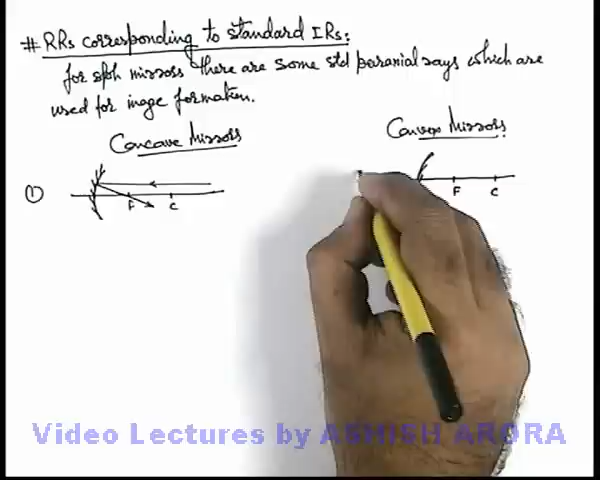 # RRs corresponding to standard IRs:
for sph mirrors there are some std paraxial rays which are
used for image formation.
Concave Mirrors
Convex Mirrors:
①
F C
F C
Video Lectures by ASHISH ARORA